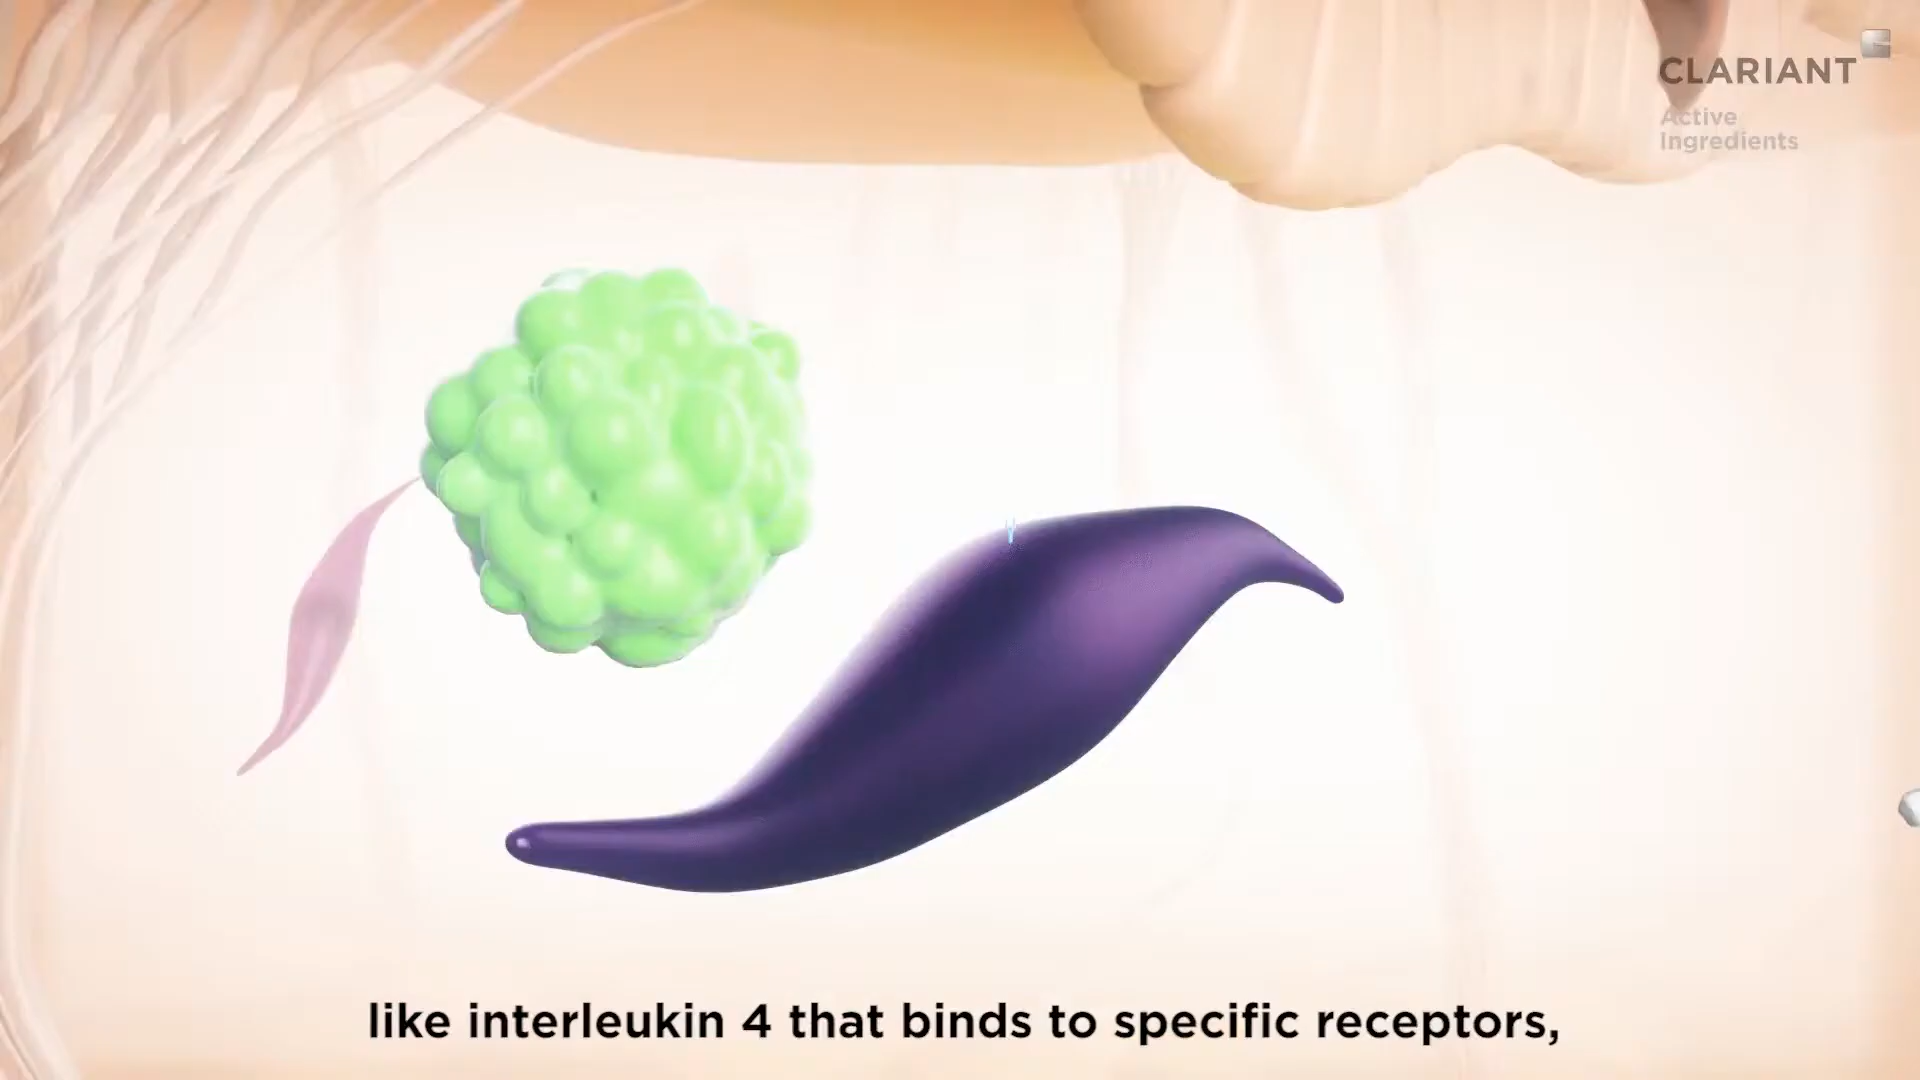 CLARIANT
Active
Ingredients
like interleukin 4 that binds to specific receptors,